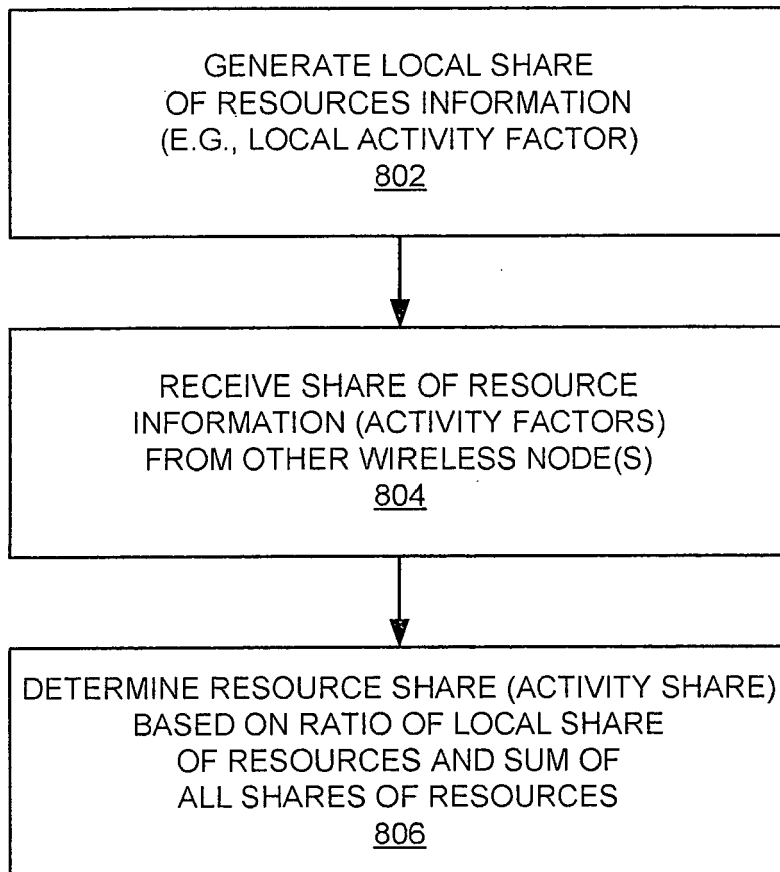 GENERATE LOCAL SHARE
OF RESOURCES INFORMATION
(E.G., LOCAL ACTIVITY FACTOR)
802
RECEIVE SHARE OF RESOURCE
INFORMATION (ACTIVITY FACTORS)
FROM OTHER WIRELESS NODE(S)
804
DETERMINE RESOURCE SHARE (ACTIVITY SHARE)
BASED ON RATIO OF LOCAL SHARE
OF RESOURCES AND SUM OF
ALL SHARES OF RESOURCES
806